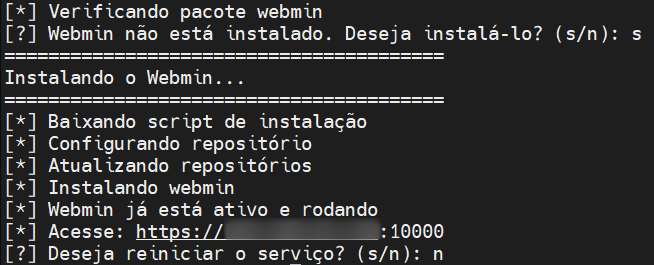 [*] Verificando pacote webmin
[?] Webmin não está instalado. Deseja instalá-lo? (s/n): s
========================================
Instalando o Webmin...
========================================
[*] Baixando script de instalação
[*] Configurando repositório
[*] Atualizando repositórios
[*] Instalando webmin
[*] Webmin já está ativo e rodando
[*] Acesse: https:// :10000
[?] Deseja reiniciar o serviço? (s/n): n